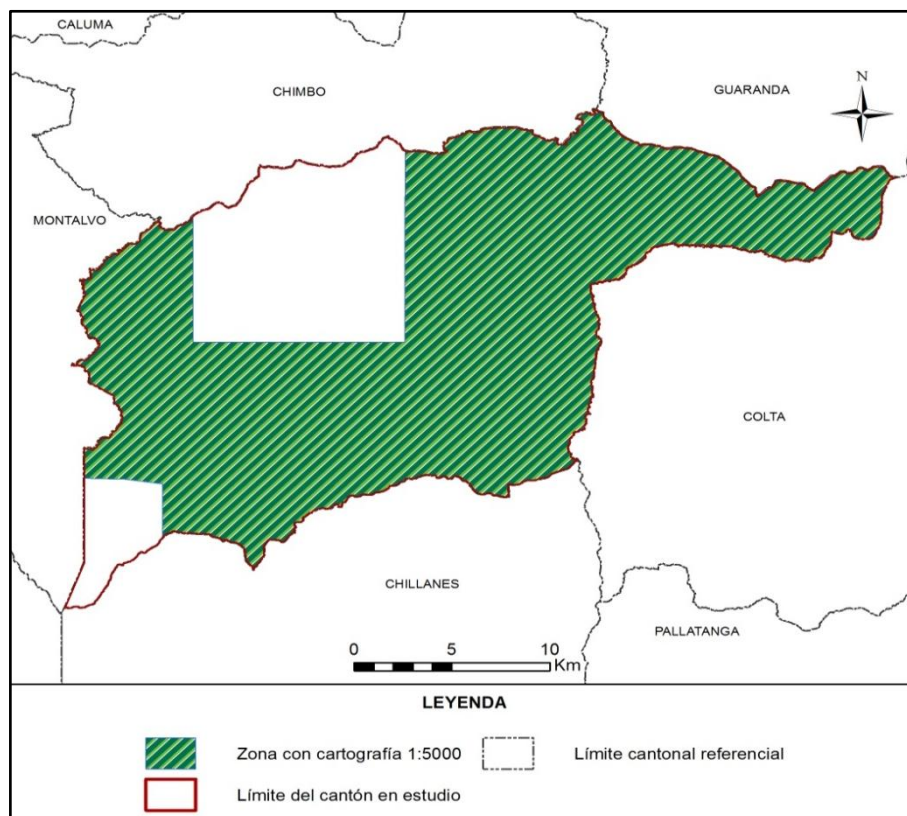 CALUMA
CHIMBO
GUARANDA
N
MONTALVO
COLTA
CHILLANES
PALLATANGA
0 5 10
Km
LEYENDA
Zona con cartografía 1:5000
Límite cantonal referencial
Límite del cantón en estudio